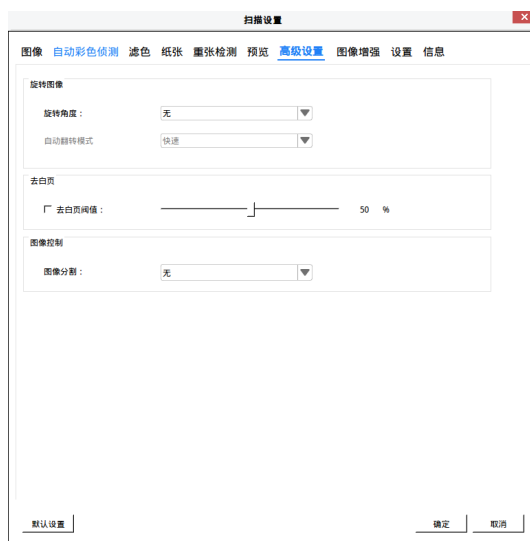 扫描设置
图像 自动彩色侦测 滤色 纸张 重张检测 预览 高级设置 图像增强 设置 信息
旋转图像
旋转角度： 无
自动翻转模式 快速
去白页
去白页阀值： 50 %
图像控制
图像分割： 无
默认设置 确定 取消